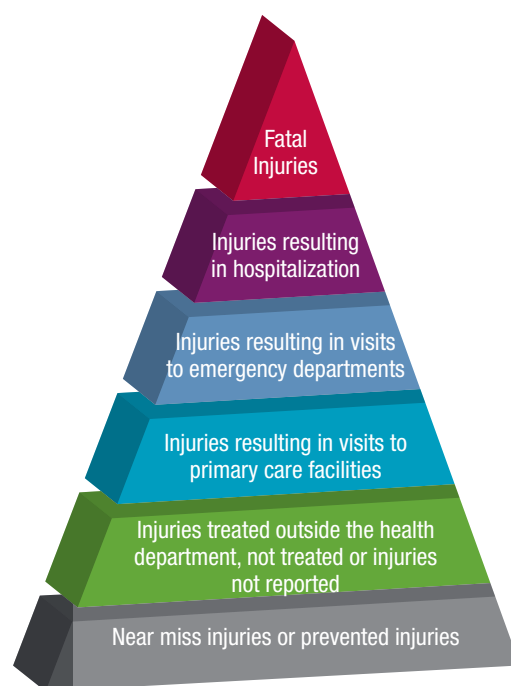 Fatal
Injuries
Injuries resulting
in hospitalization
Injuries resulting in visits
to emergency departments
Injuries resulting in visits to
primary care facilities
Injuries treated outside the health
department, not treated or injuries
not reported
Near miss injuries or prevented injuries